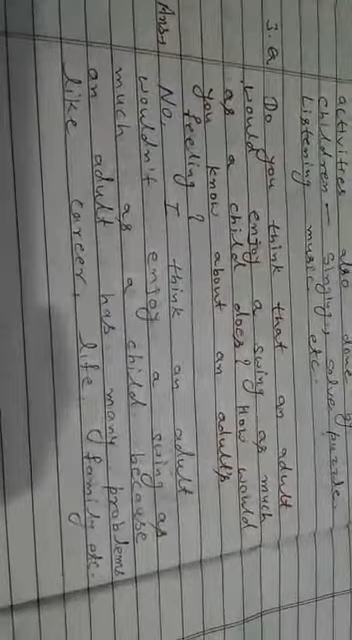 activities also done by
children - Singing, solve puzzle
Listening music etc.
3. a Do you think that an adult
would enjoy a swing as much
as a child does? How would
you know about an adult's
feeling?
Ans→ No, I think an adult
wouldn't enjoy a swing as
much as a child because
an adult has many problems
like career, life, family etc.